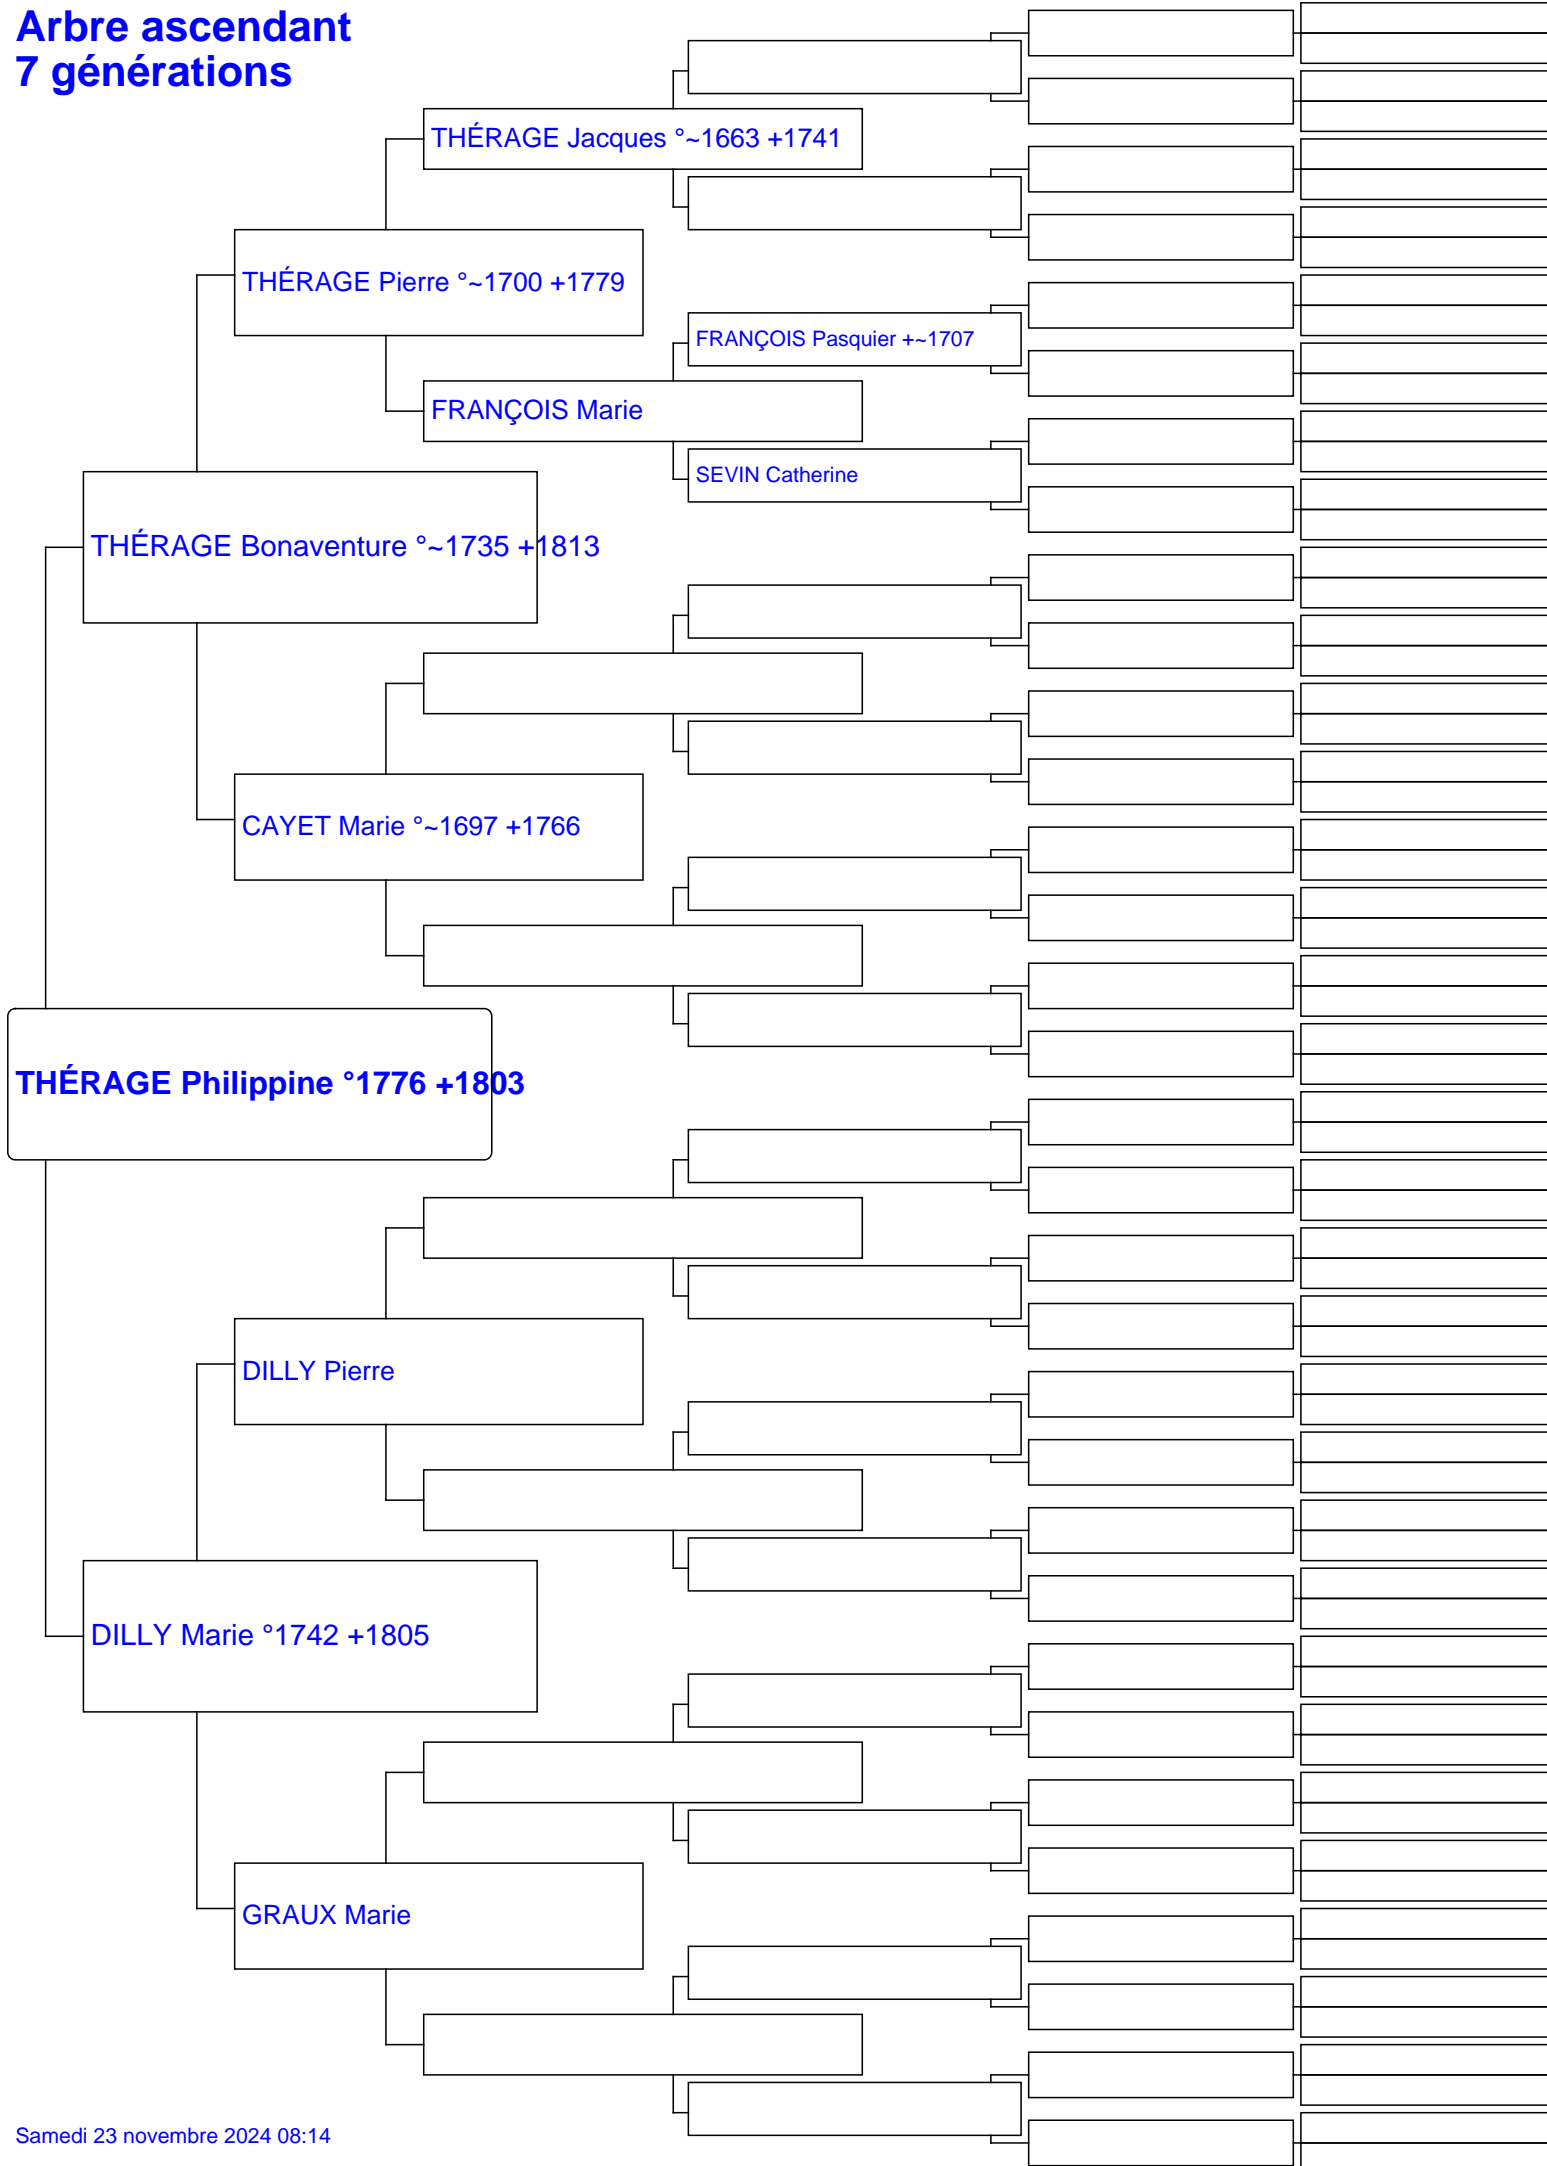 Arbre ascendant
7 générations
THÉRAGE Jacques °~1663 +1741
THÉRAGE Pierre °~1700 +1779
FRANÇOIS Pasquier +~1707
FRANÇOIS Marie
SEVIN Catherine
THÉRAGE Bonaventure °~1735 +1813
CAYET Marie °~1697 +1766
THÉRAGE Philippine °1776 +1803
DILLY Pierre
DILLY Marie °1742 +1805
GRAUX Marie
Samedi 23 novembre 2024 08:14